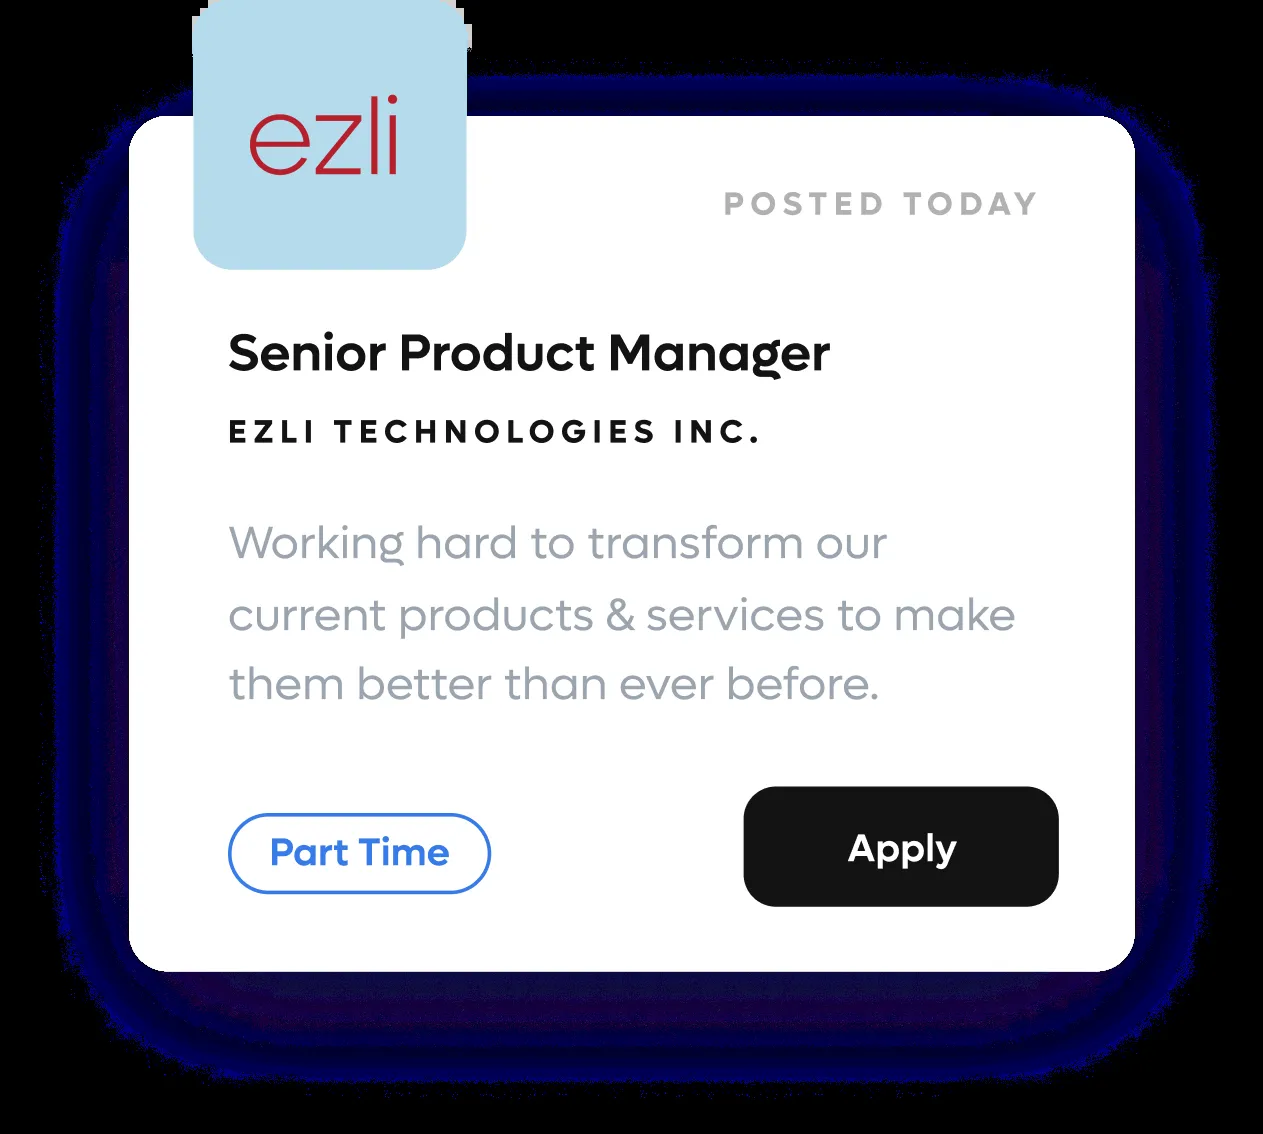 ezli
POSTED TODAY
Senior Product Manager
EZLI TECHNOLOGIES INC.
Working hard to transform our
current products & services to make
them better than ever before.
Part Time
Apply